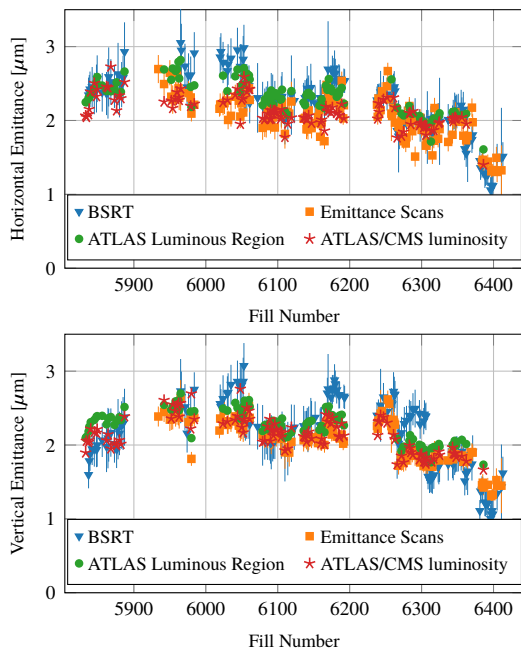 Horizontal Emittance [μm]
3
2
1
0
BSRT
Emittance Scans
ATLAS Luminous Region
ATLAS/CMS luminosity
5900 6000 6100 6200 6300 6400
Fill Number
Vertical Emittance [μm]
3
2
1
0
BSRT
Emittance Scans
ATLAS Luminous Region
ATLAS/CMS luminosity
5900 6000 6100 6200 6300 6400
Fill Number